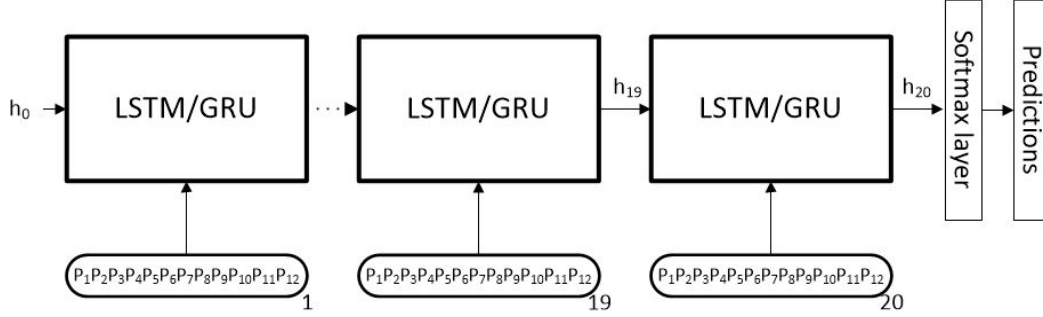 h₀
LSTM/GRU
...
LSTM/GRU
h₁₉
LSTM/GRU
h₂₀
Softmax layer
Predictions
P₁P₂P₃P₄P₅P₆P₇P₈P₉P₁₀P₁₁P₁₂
1
P₁P₂P₃P₄P₅P₆P₇P₈P₉P₁₀P₁₁P₁₂
19
P₁P₂P₃P₄P₅P₆P₇P₈P₉P₁₀P₁₁P₁₂
20